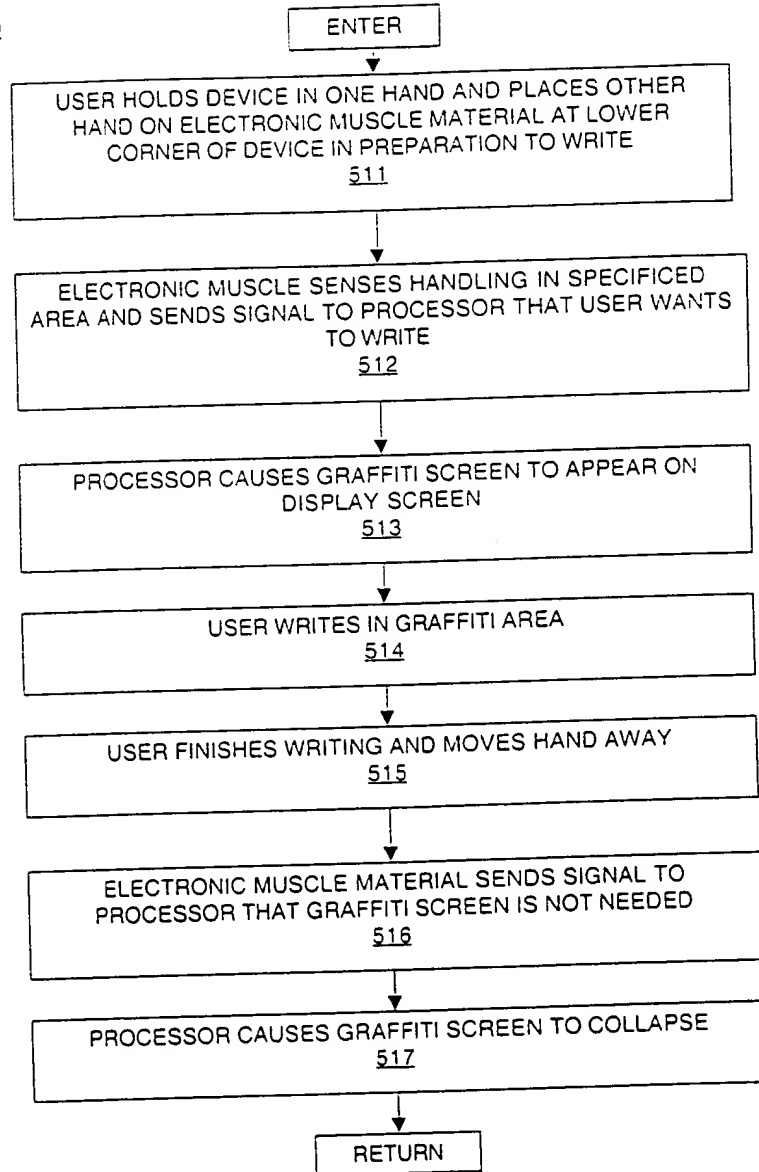 ENTER
USER HOLDS DEVICE IN ONE HAND AND PLACES OTHER
HAND ON ELECTRONIC MUSCLE MATERIAL AT LOWER
CORNER OF DEVICE IN PREPARATION TO WRITE
511
ELECTRONIC MUSCLE SENSES HANDLING IN SPECIFICED
AREA AND SENDS SIGNAL TO PROCESSOR THAT USER WANTS
TO WRITE
512
PROCESSOR CAUSES GRAFFITI SCREEN TO APPEAR ON
DISPLAY SCREEN
513
USER WRITES IN GRAFFITI AREA
514
USER FINISHES WRITING AND MOVES HAND AWAY
515
ELECTRONIC MUSCLE MATERIAL SENDS SIGNAL TO
PROCESSOR THAT GRAFFITI SCREEN IS NOT NEEDED
516
PROCESSOR CAUSES GRAFFITI SCREEN TO COLLAPSE
517
RETURN